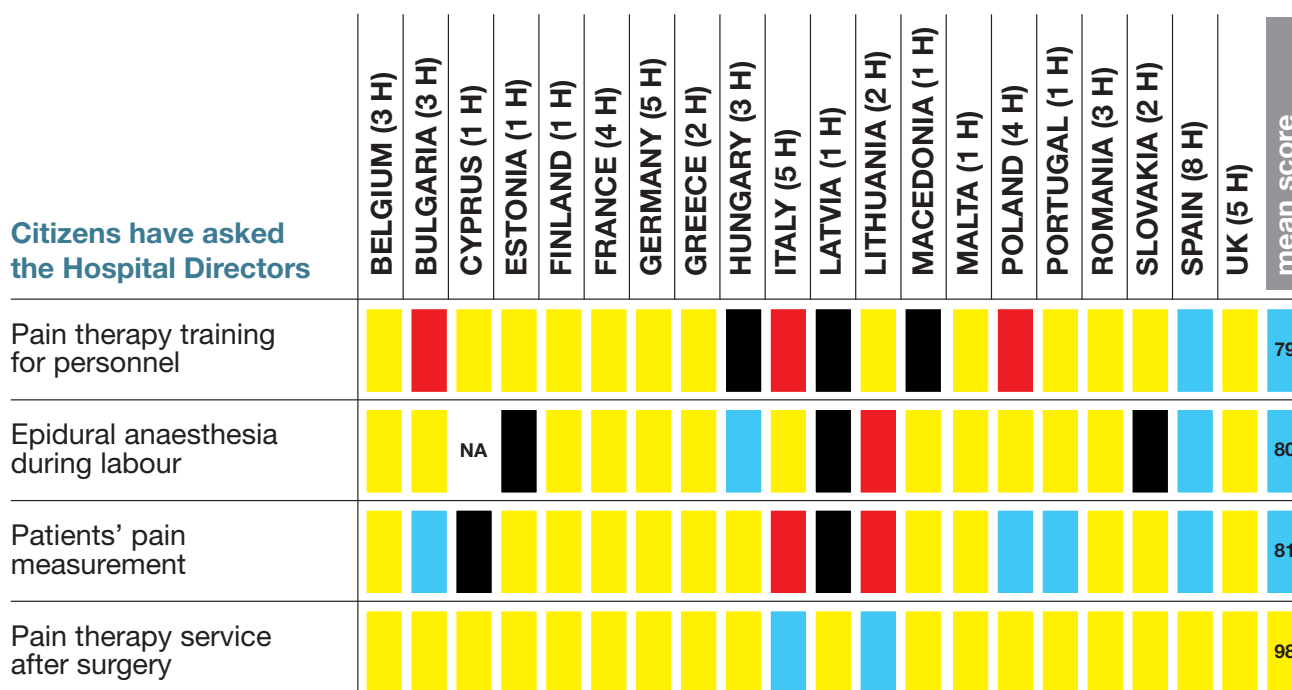 BELGIUM (3 H)
BULGARIA (3 H)
CYPRUS (1 H)
ESTONIA (1 H)
FINLAND (1 H)
FRANCE (4 H)
GERMANY (5 H)
GREECE (2 H)
HUNGARY (3 H)
ITALY (5 H)
LATVIA (1 H)
LITHUANIA (2 H)
MACEDONIA (1 H)
MALTA (1 H)
POLAND (4 H)
PORTUGAL (1 H)
ROMANIA (3 H)
SLOVAKIA (2 H)
SPAIN (8 H)
UK (5 H)
mean score
Citizens have asked
the Hospital Directors
Pain therapy training
for personnel
79
Epidural anaesthesia
during labour
NA
80
Patients’ pain
measurement
81
Pain therapy service
after surgery
98